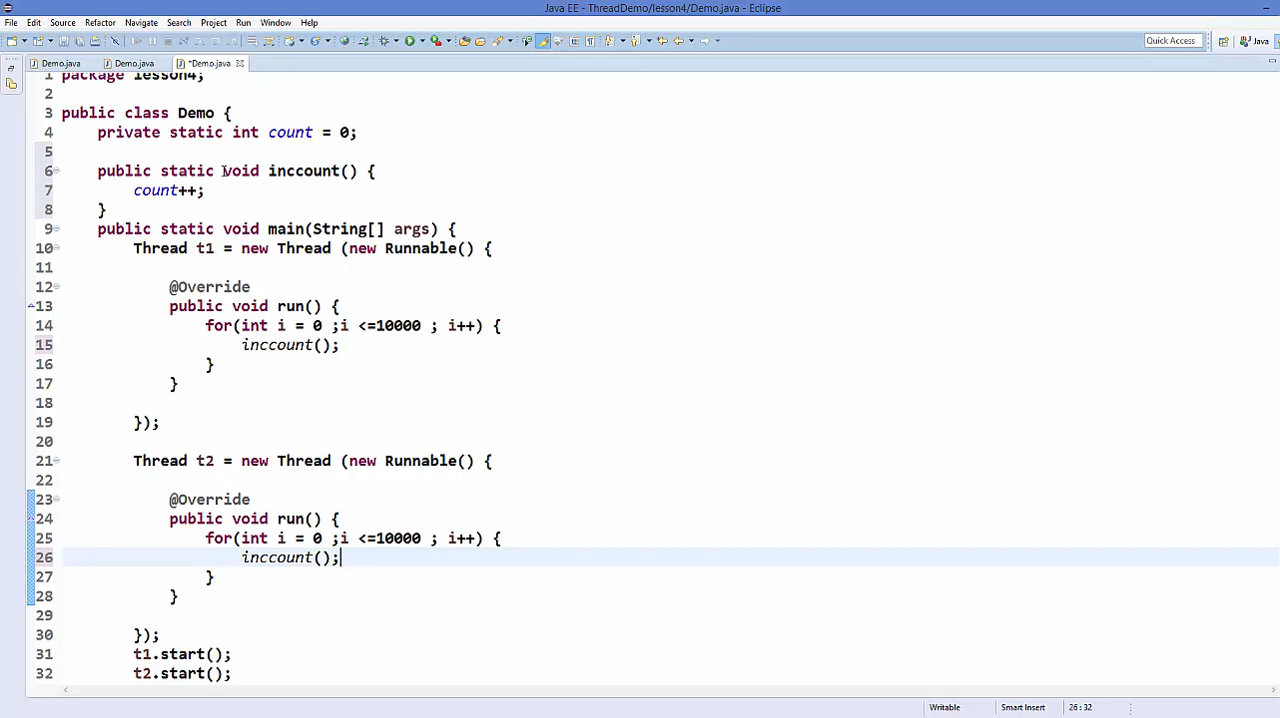 Java EE - ThreadDemo/lesson4/Demo.java - Eclipse
File Edit Source Refactor Navigate Search Project Run Window Help
Quick Access Java
Demo.java Demo.java *Demo.java
1 package lesson4;
2
3 public class Demo {
4 private static int count = 0;
5
6 public static void inccount() {
7 count++;
8 }
9 public static void main(String[] args) {
10 Thread t1 = new Thread (new Runnable() {
11
12 @Override
13 public void run() {
14 for(int i = 0 ;i <=10000 ; i++) {
15 inccount();
16 }
17 }
18
19 });
20
21 Thread t2 = new Thread (new Runnable() {
22
23 @Override
24 public void run() {
25 for(int i = 0 ;i <=10000 ; i++) {
26 inccount();
27 }
28 }
29
30 });
31 t1.start();
32 t2.start();
Writable Smart Insert 26 : 32